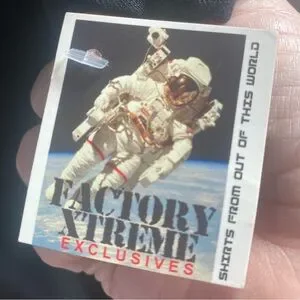 FACTORY
XTREME
EXCLUSIVES
SHIRTS FROM OUT OF THIS WORLD